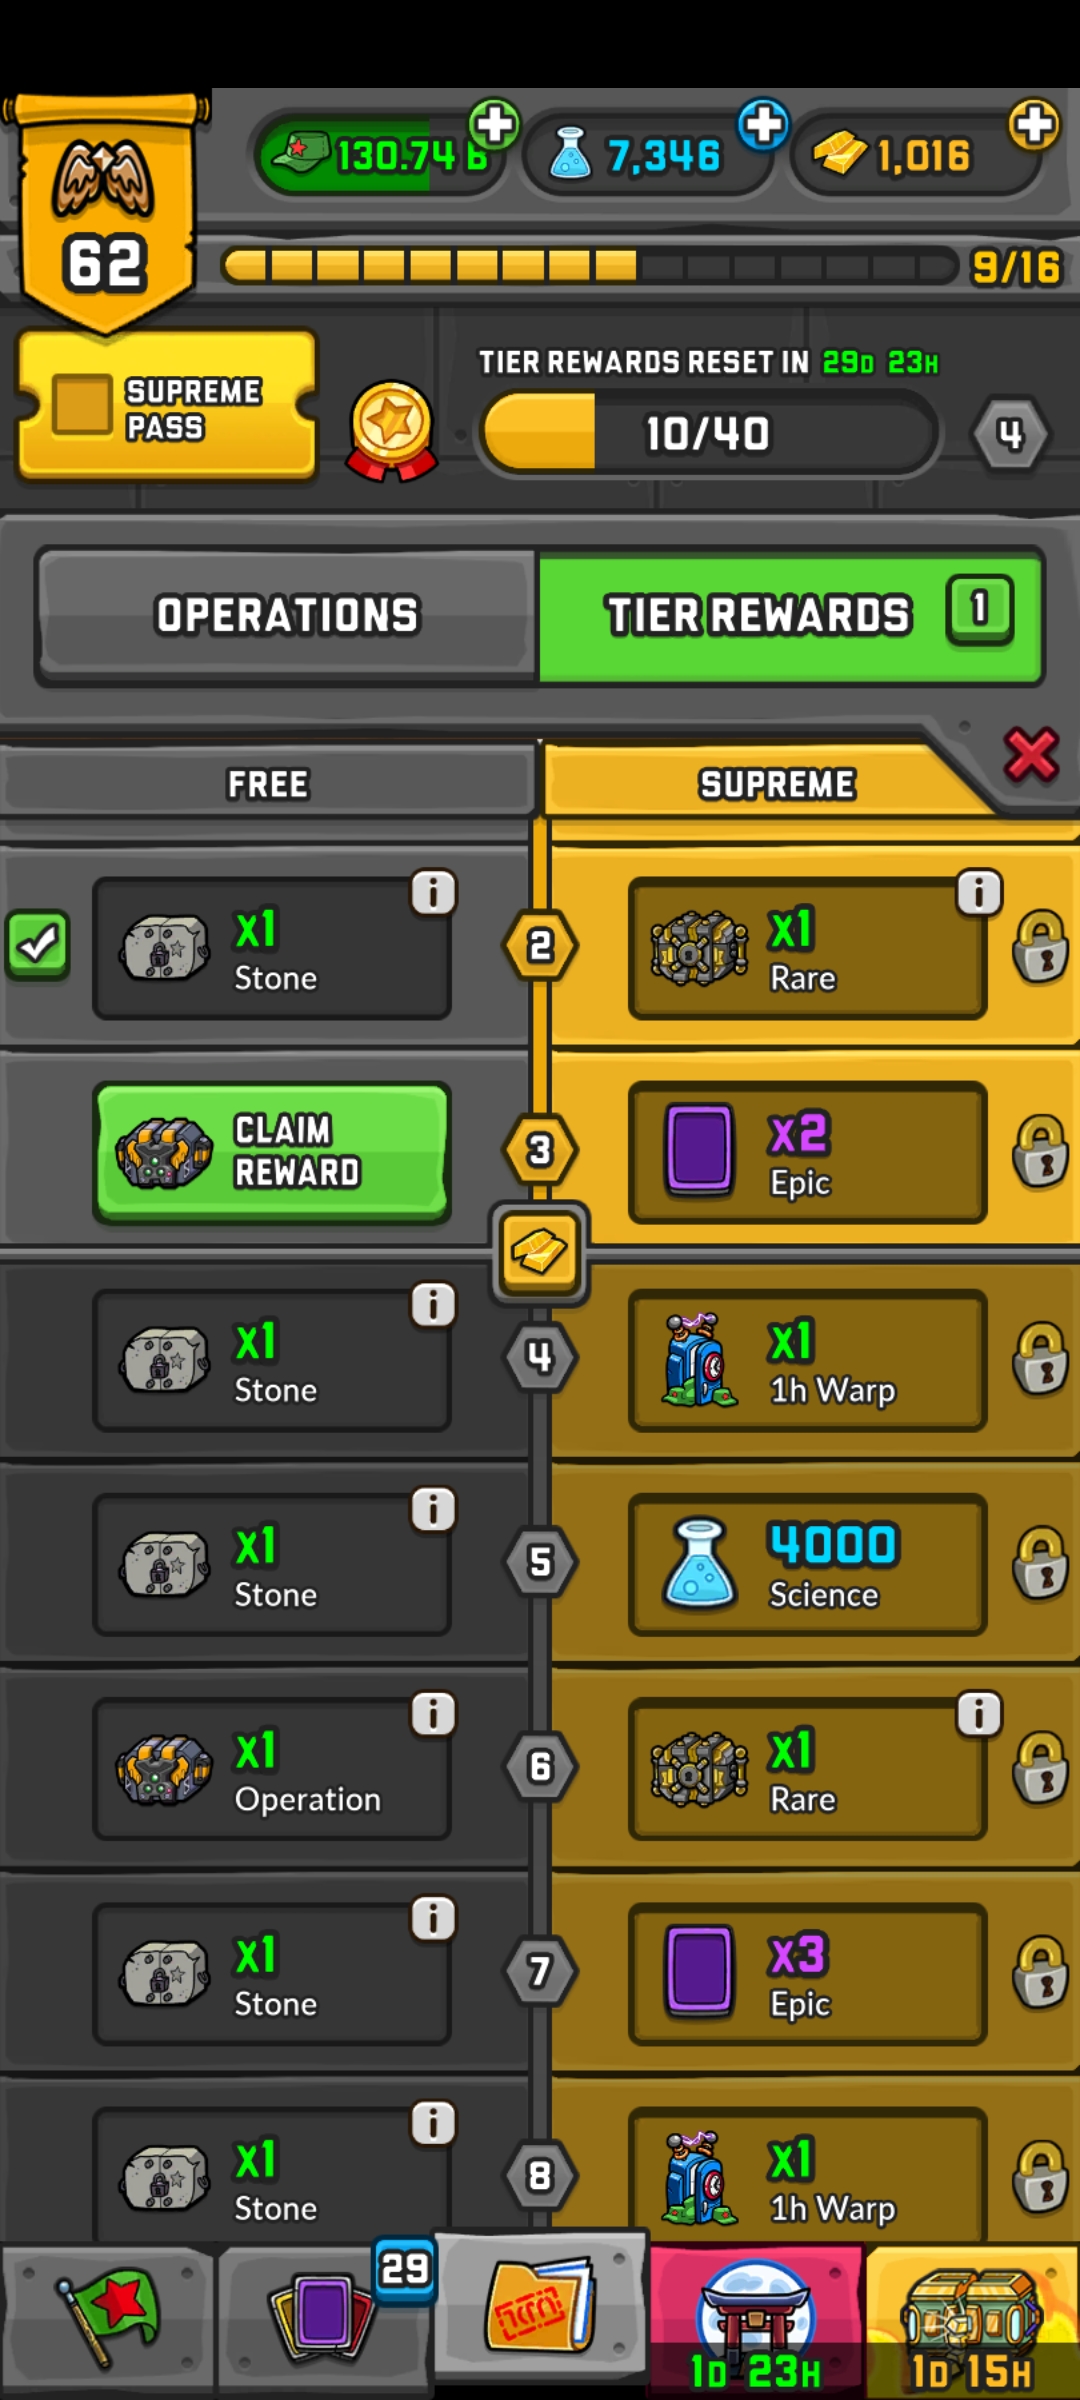 130.74 B
7,346
1,016
62
9/16
SUPREME
PASS
TIER REWARDS RESET IN 29D 23H
10/40
4
OPERATIONS
TIER REWARDS
1
FREE
SUPREME
X1
Stone
2
X1
Rare
CLAIM
REWARD
3
X2
Epic
X1
Stone
4
X1
1h Warp
X1
Stone
5
4000
Science
X1
Operation
6
X1
Rare
X1
Stone
7
X3
Epic
X1
Stone
8
X1
1h Warp
29
1D 23H
1D 15H